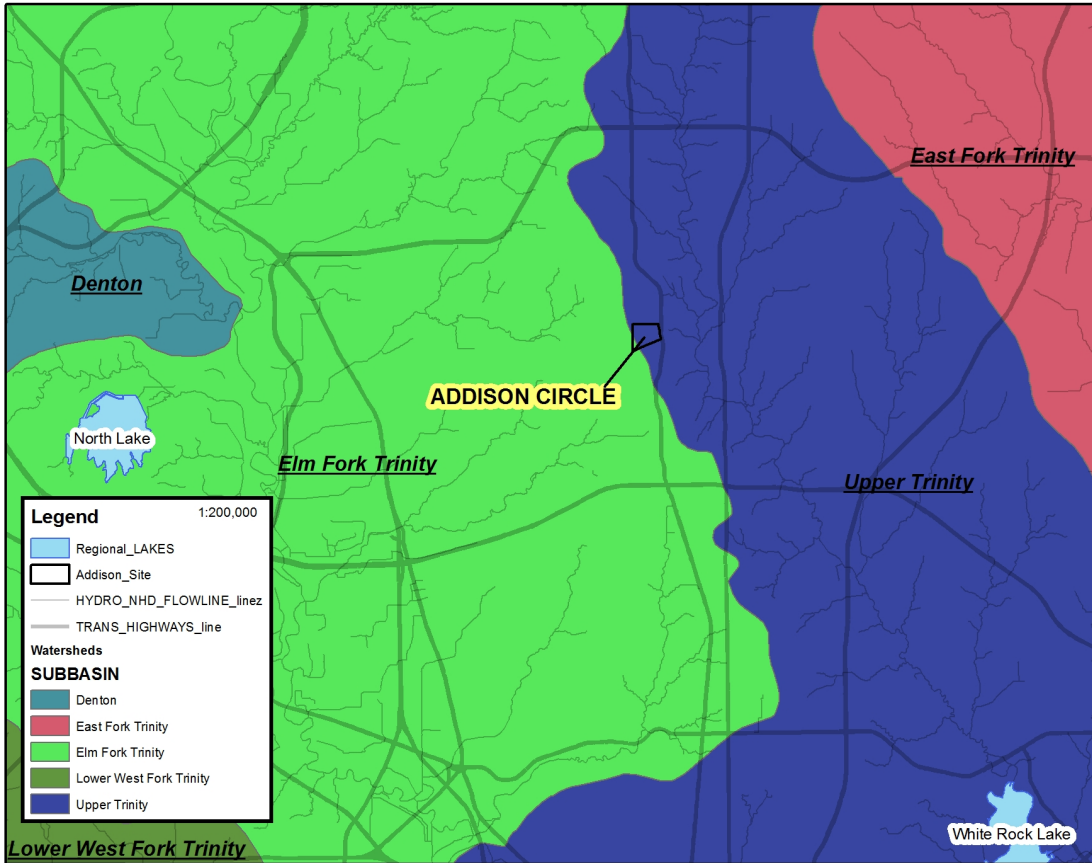 East Fork Trinity
Denton
ADDISON CIRCLE
North Lake
Elm Fork Trinity
Upper Trinity
Legend
1:200,000
Regional_LAKES
Addison_Site
HYDRO_NHD_FLOWLINE_linez
TRANS_HIGHWAYS_line
Watersheds
SUBBASIN
Denton
East Fork Trinity
Elm Fork Trinity
Lower West Fork Trinity
Upper Trinity
White Rock Lake
Lower West Fork Trinity